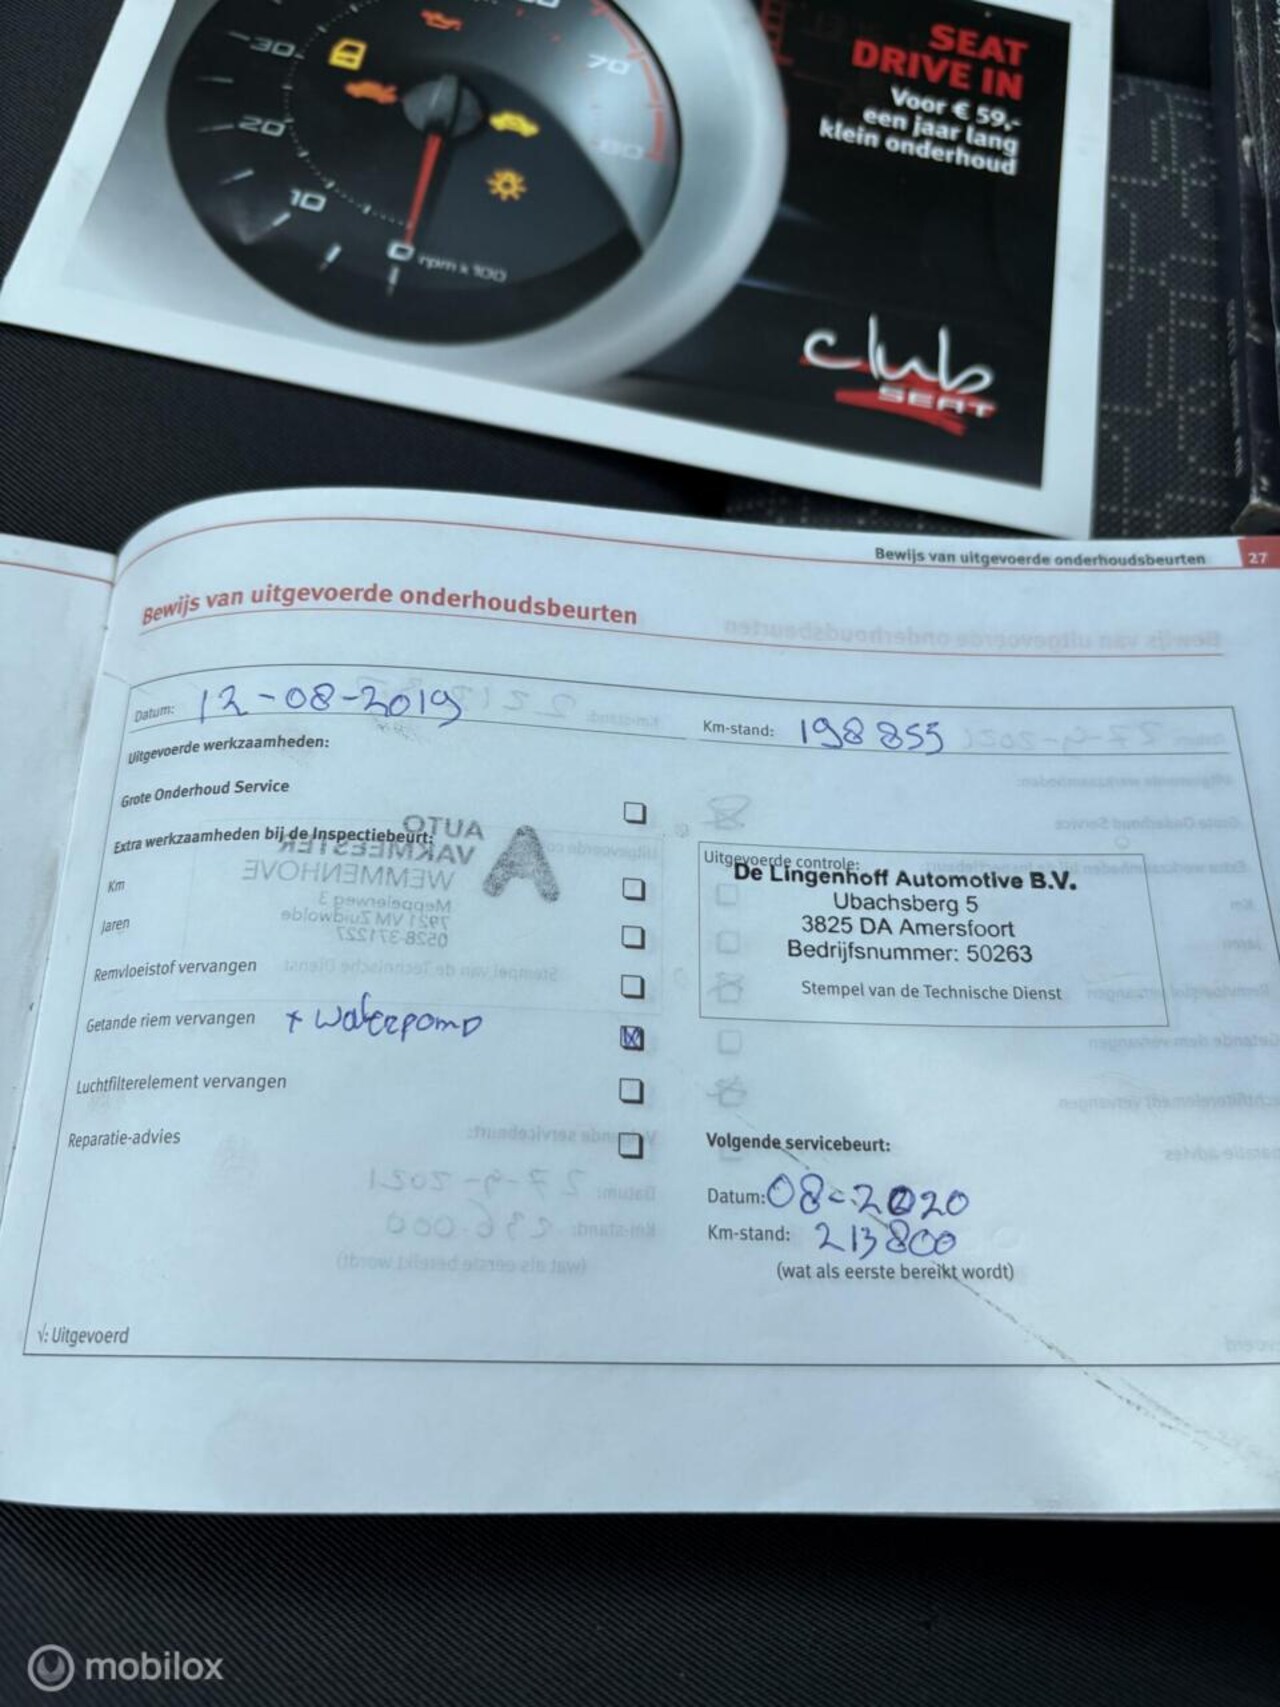 30
20
10
0
rpm x 100
70
80
SEAT
DRIVE IN
Voor € 59,-
een jaar lang
klein onderhoud
club
SEAT
Bewijs van uitgevoerde onderhoudsbeurten 27
Bewijs van uitgevoerde onderhoudsbeurten
Datum: 12-08-2019
Km-stand: 198855
Uitgevoerde werkzaamheden:
Grote Onderhoud Service
Extra werkzaamheden bij de Inspectiebeurt:
Km
Jaren
Remvloeistof vervangen
Getande riem vervangen + waterpomp
Luchtfilterelement vervangen
Reparatie-advies
√: Uitgevoerd
Uitgevoerde controle:
De Lingenhoff Automotive B.V.
Ubachsberg 5
3825 DA Amersfoort
Bedrijfsnummer: 50263
Stempel van de Technische Dienst
Volgende servicebeurt:
Datum: 08-2020
Km-stand: 213800
(wat als eerste bereikt wordt)
AUTO
VAKMEESTER
WEMMENHOVE
Meppelerweg 3
7921 VM Zuidwolde
0528-371227
mobilox